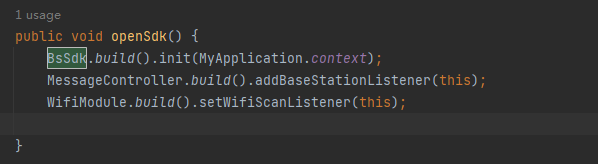 1 usage
public void openSdk() {
    BsSdk.build().init(MyApplication.context);
    MessageController.build().addBaseStationListener(this);
    WifiModule.build().setWifiScanListener(this);
}